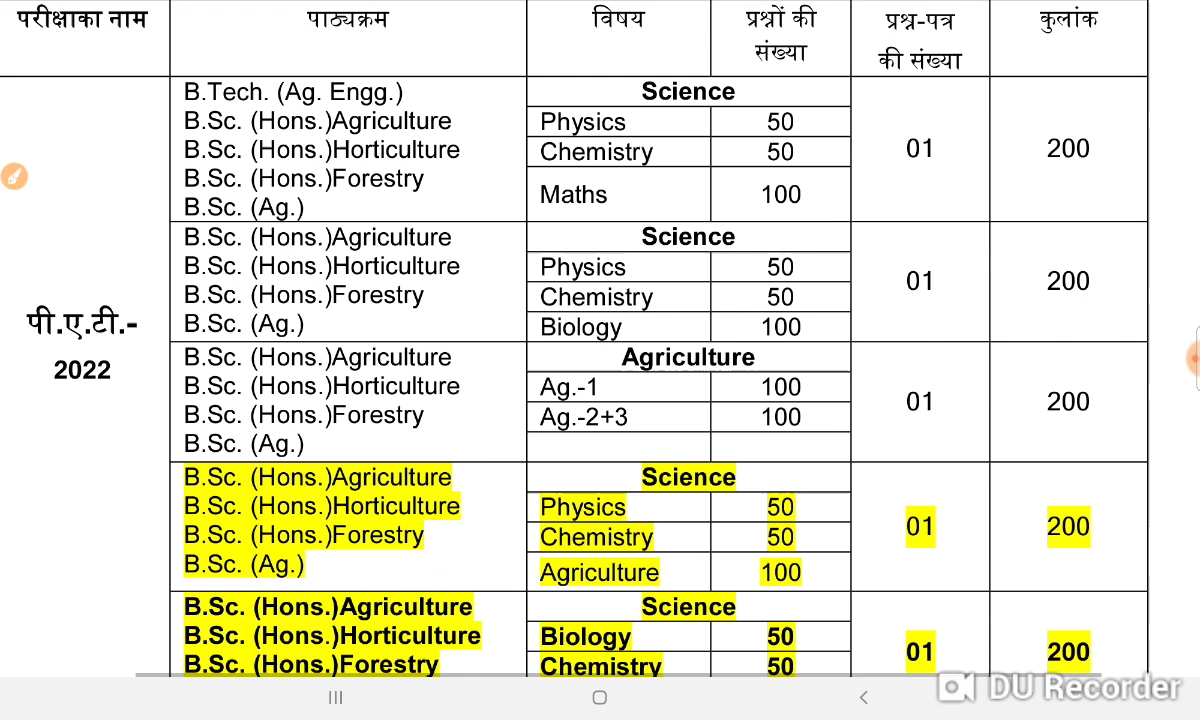 परीक्षाका नाम
पाठ्यक्रम
विषय
प्रश्नों की
संख्या
प्रश्न-पत्र
की संख्या
कुलांक
पी.ए.टी.-
2022
B.Tech. (Ag. Engg.)
B.Sc. (Hons.)Agriculture
B.Sc. (Hons.)Horticulture
B.Sc. (Hons.)Forestry
B.Sc. (Ag.)
Science
Physics 50
Chemistry 50
Maths 100
01
200
B.Sc. (Hons.)Agriculture
B.Sc. (Hons.)Horticulture
B.Sc. (Hons.)Forestry
B.Sc. (Ag.)
Science
Physics 50
Chemistry 50
Biology 100
01
200
B.Sc. (Hons.)Agriculture
B.Sc. (Hons.)Horticulture
B.Sc. (Hons.)Forestry
B.Sc. (Ag.)
Agriculture
Ag.-1 100
Ag.-2+3 100
01
200
B.Sc. (Hons.)Agriculture
B.Sc. (Hons.)Horticulture
B.Sc. (Hons.)Forestry
B.Sc. (Ag.)
Science
Physics 50
Chemistry 50
Agriculture 100
01
200
B.Sc. (Hons.)Agriculture
B.Sc. (Hons.)Horticulture
B.Sc. (Hons.)Forestry
Science
Biology 50
Chemistry 50
01
200
DU Recorder